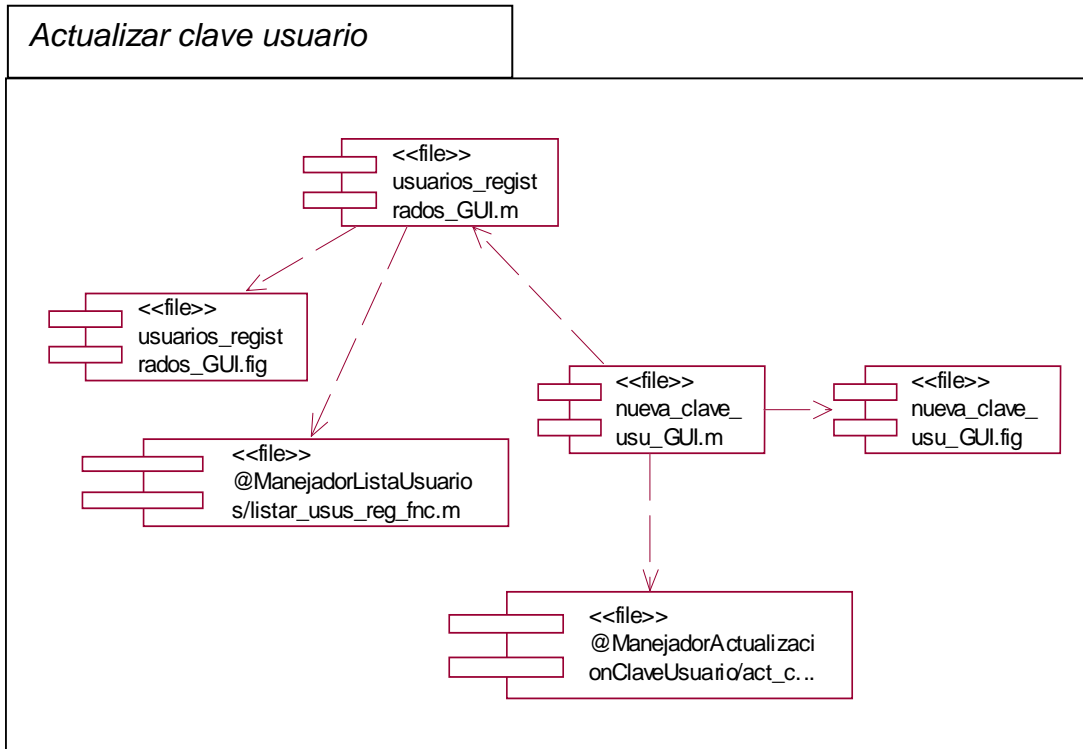 Actualizar clave usuario
<<file>>
usuarios_regist
rados_GUI.m
<<file>>
usuarios_regist
rados_GUI.fig
<<file>>
@ManejadorListaUsuario
s/listar_usus_reg_fnc.m
<<file>>
nueva_clave_
usu_GUI.m
<<file>>
nueva_clave_
usu_GUI.fig
<<file>>
@ManejadorActualizaci
onClaveUsuario/act_c...